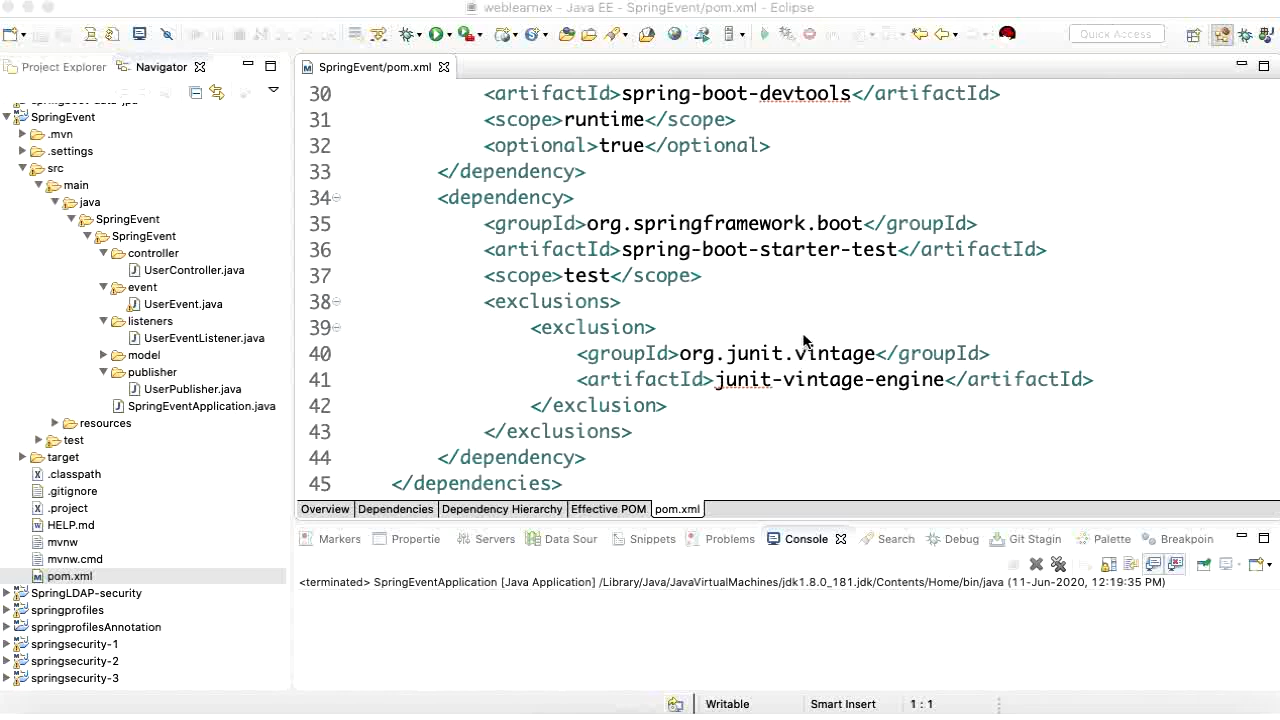 weblearnex - Java EE - SpringEvent/pom.xml - Eclipse
Quick Access
Project Explorer
Navigator
SpringEvent/pom.xml
SpringEvent
.mvn
.settings
src
main
java
SpringEvent
SpringEvent
controller
UserController.java
event
UserEvent.java
listeners
UserEventListener.java
model
publisher
UserPublisher.java
SpringEventApplication.java
resources
test
target
.classpath
.gitignore
.project
HELP.md
mvnw
mvnw.cmd
pom.xml
SpringLDAP-security
springprofiles
springprofilesAnnotation
springsecurity-1
springsecurity-2
springsecurity-3
30 <artifactId>spring-boot-devtools</artifactId>
31 <scope>runtime</scope>
32 <optional>true</optional>
33 </dependency>
34 <dependency>
35 <groupId>org.springframework.boot</groupId>
36 <artifactId>spring-boot-starter-test</artifactId>
37 <scope>test</scope>
38 <exclusions>
39 <exclusion>
40 <groupId>org.junit.vintage</groupId>
41 <artifactId>junit-vintage-engine</artifactId>
42 </exclusion>
43 </exclusions>
44 </dependency>
45 </dependencies>
Overview Dependencies Dependency Hierarchy Effective POM pom.xml
Markers Propertie Servers Data Sour Snippets Problems Console Search Debug Git Stagin Palette Breakpoin
<terminated> SpringEventApplication [Java Application] /Library/Java/JavaVirtualMachines/jdk1.8.0_181.jdk/Contents/Home/bin/java (11-Jun-2020, 12:19:35 PM)
Writable Smart Insert 1 : 1